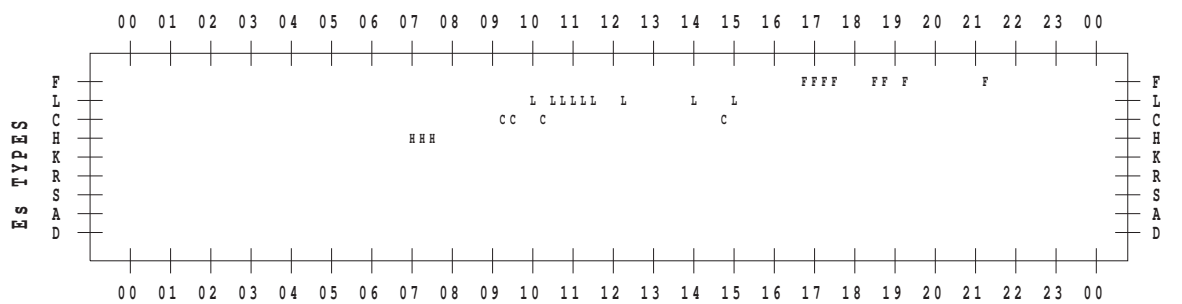 00 01 02 03 04 05 06 07 08 09 10 11 12 13 14 15 16 17 18 19 20 21 22 23 00
F FFFF FF F F F
L L LLLLL L L L L
C CC C C C
H HHH H
K K
R R
S S
A A
D D
Es TYPES
00 01 02 03 04 05 06 07 08 09 10 11 12 13 14 15 16 17 18 19 20 21 22 23 00